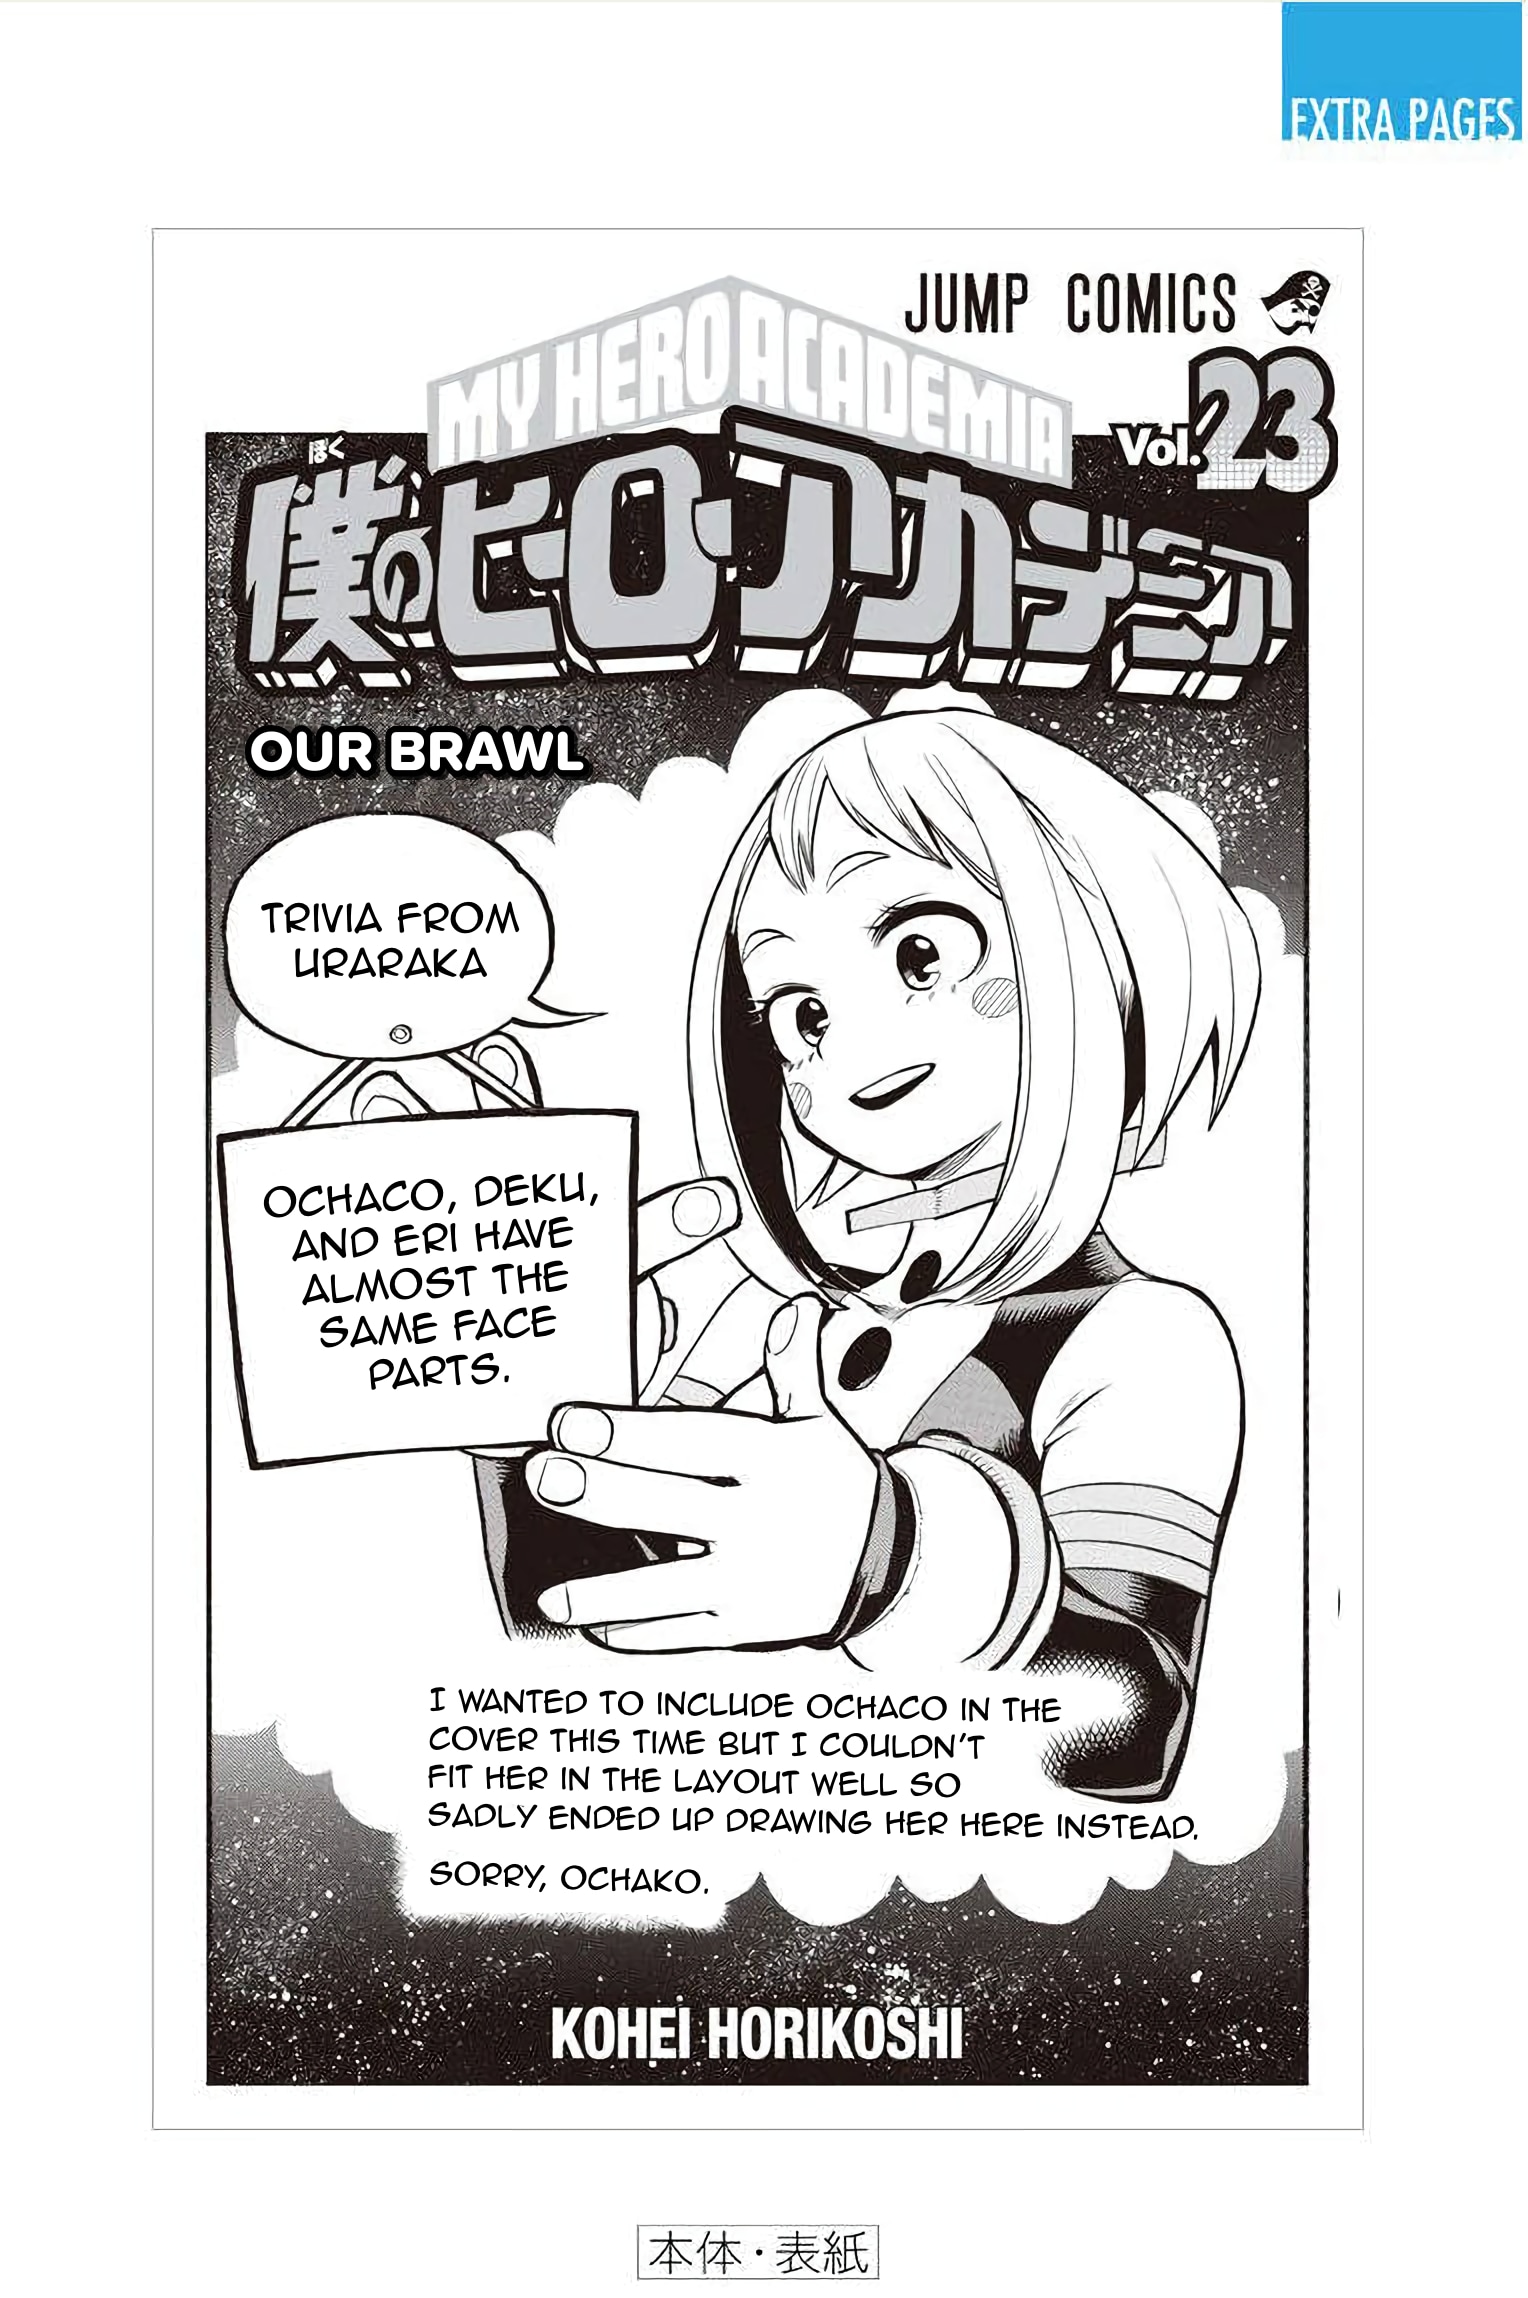 EXTRA PAGES
JUMP COMICS
MY HERO ACADEMIA
Vol.23
ぼく
僕のヒーローアカデミア
OUR BRAWL
TRIVIA FROM
URARAKA
OCHACO, DEKU,
AND ERI HAVE
ALMOST THE
SAME FACE
PARTS.
I WANTED TO INCLUDE OCHACO IN THE
COVER THIS TIME BUT I COULDN'T
FIT HER IN THE LAYOUT WELL SO
SADLY ENDED UP DRAWING HER HERE INSTEAD.
SORRY, OCHAKO.
KOHEI HORIKOSHI
本体・表紙